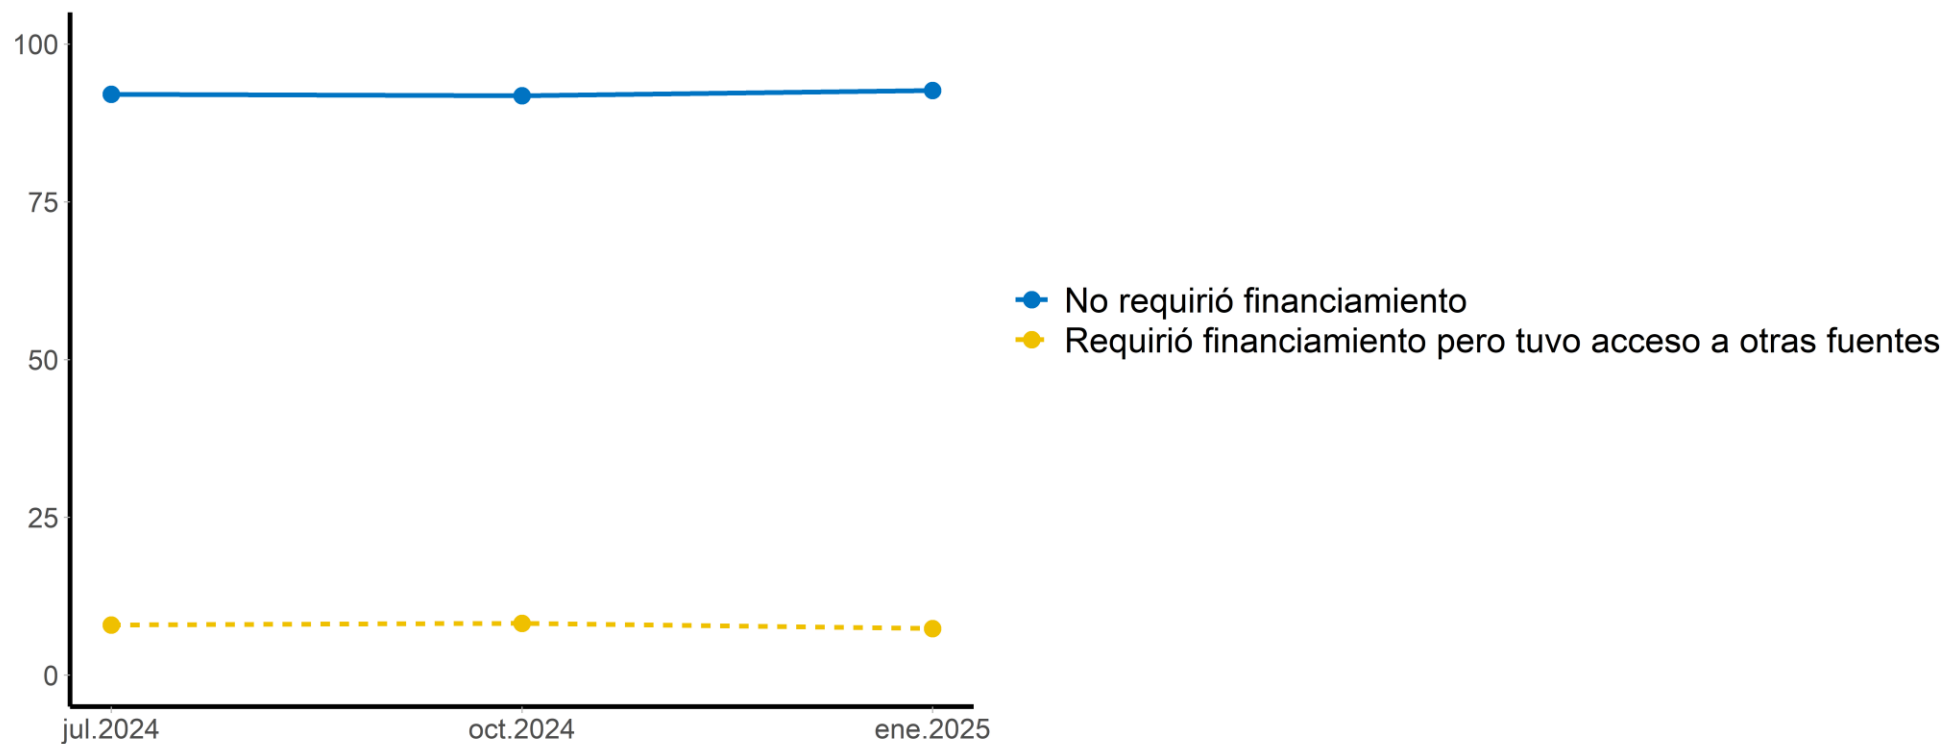 100
75
50
25
0
jul.2024
oct.2024
ene.2025
No requirió financiamiento
Requirió financiamiento pero tuvo acceso a otras fuentes